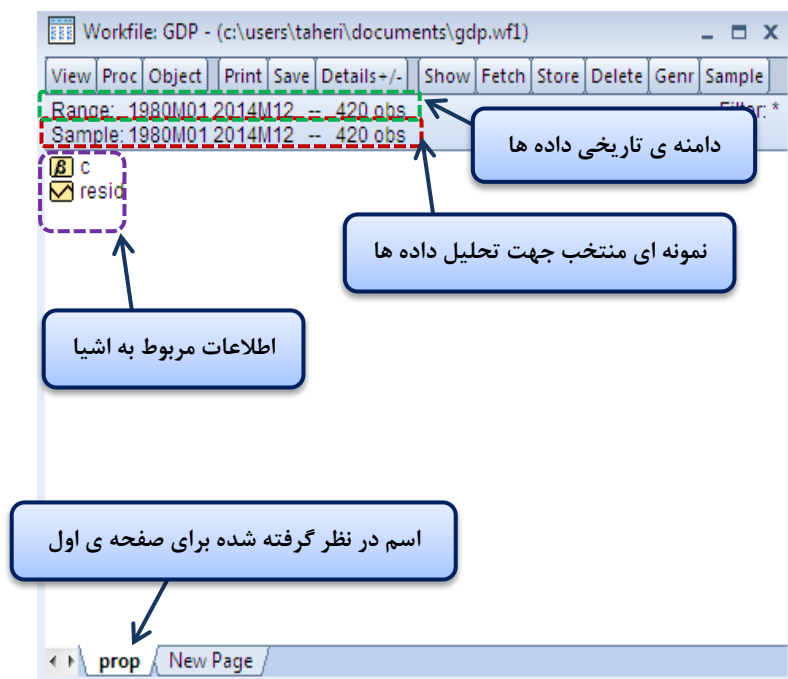 Workfile: GDP - (c:\users\taheri\documents\gdp.wf1)
View Proc Object Print Save Details+/- Show Fetch Store Delete Genr Sample
Range: 1980M01 2014M12 -- 420 obs Filter: *
Sample: 1980M01 2014M12 -- 420 obs
دامنه ی تاریخی داده ها
β c
resid
نمونه ای منتخب جهت تحلیل داده ها
اطلاعات مربوط به اشیا
اسم در نظر گرفته شده برای صفحه ی اول
prop New Page